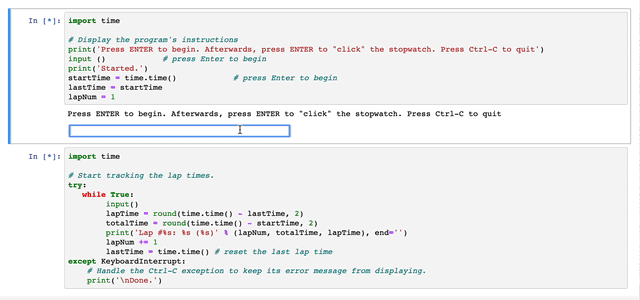 In [*]: import time
# Display the program's instructions
print('Press ENTER to begin. Afterwards, press ENTER to "click" the stopwatch. Press Ctrl-C to quit')
input () # press Enter to begin
print('Started.')
startTime = time.time() # press Enter to begin
lastTime = startTime
lapNum = 1
Press ENTER to begin. Afterwards, press ENTER to "click" the stopwatch. Press Ctrl-C to quit
In [*]: import time
# Start tracking the lap times.
try:
while True:
input()
lapTime = round(time.time() - lastTime, 2)
totalTime = round(time.time() - startTime, 2)
print('Lap #%s: %s (%s)' % (lapNum, totalTime, lapTime), end='')
lapNum += 1
lastTime = time.time() # reset the last lap time
except KeyboardInterrupt:
# Handle the Ctrl-C exception to keep its error message from displaying.
print('\nDone.')